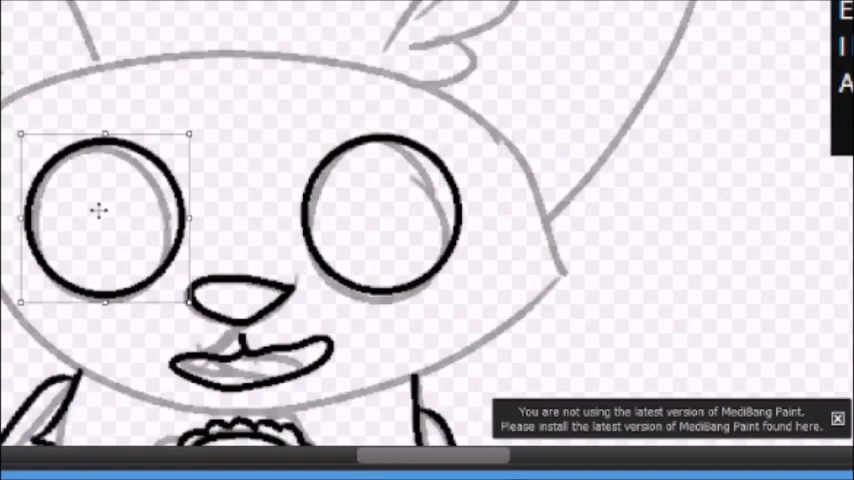 E
I
A
You are not using the latest version of MediBang Paint.
Please install the latest version of MediBang Paint found here.